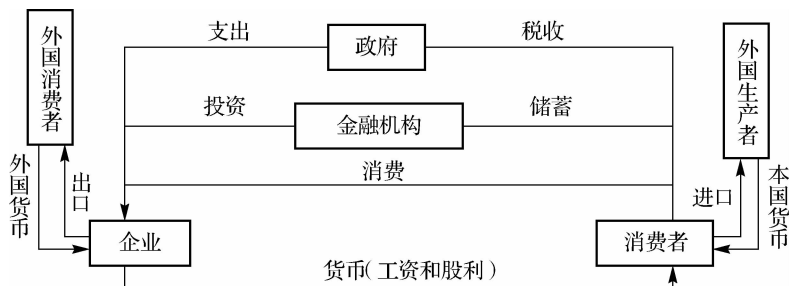 支出
政府
税收
外国消费者
外国生产者
投资
金融机构
储蓄
消费
外国货币
出口
进口
本国货币
企业
消费者
货币(工资和股利)